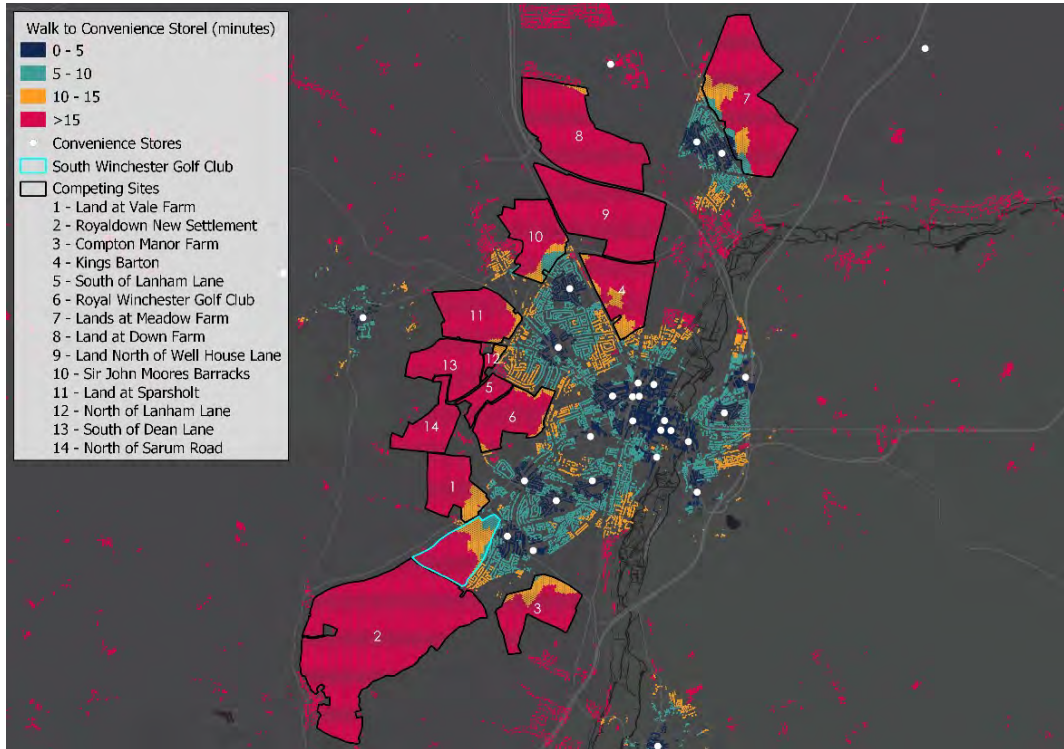 Walk to Convenience Storel (minutes)
0 - 5
5 - 10
10 - 15
>15
Convenience Stores
South Winchester Golf Club
Competing Sites
1 - Land at Vale Farm
2 - Royaldown New Settlement
3 - Compton Manor Farm
4 - Kings Barton
5 - South of Lanham Lane
6 - Royal Winchester Golf Club
7 - Lands at Meadow Farm
8 - Land at Down Farm
9 - Land North of Well House Lane
10 - Sir John Moores Barracks
11 - Land at Sparsholt
12 - North of Lanham Lane
13 - South of Dean Lane
14 - North of Sarum Road
7
8
9
10
4
11
12
13
5
6
14
1
3
2